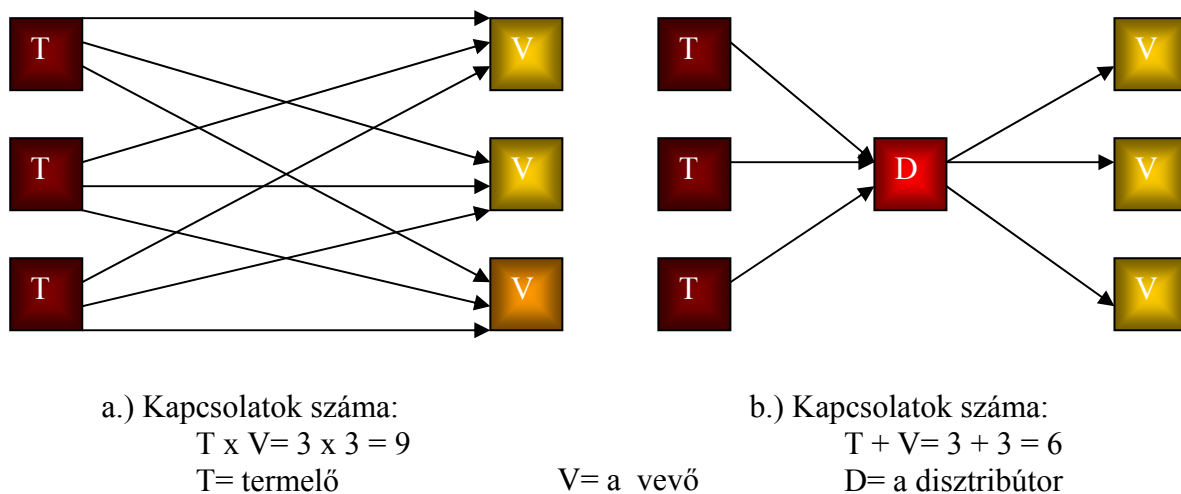 T V T V
T V T D V
T V T V
a.) Kapcsolatok száma: b.) Kapcsolatok száma:
T x V= 3 x 3 = 9 T + V= 3 + 3 = 6
T= termelő V= a vevő D= a disztribútor